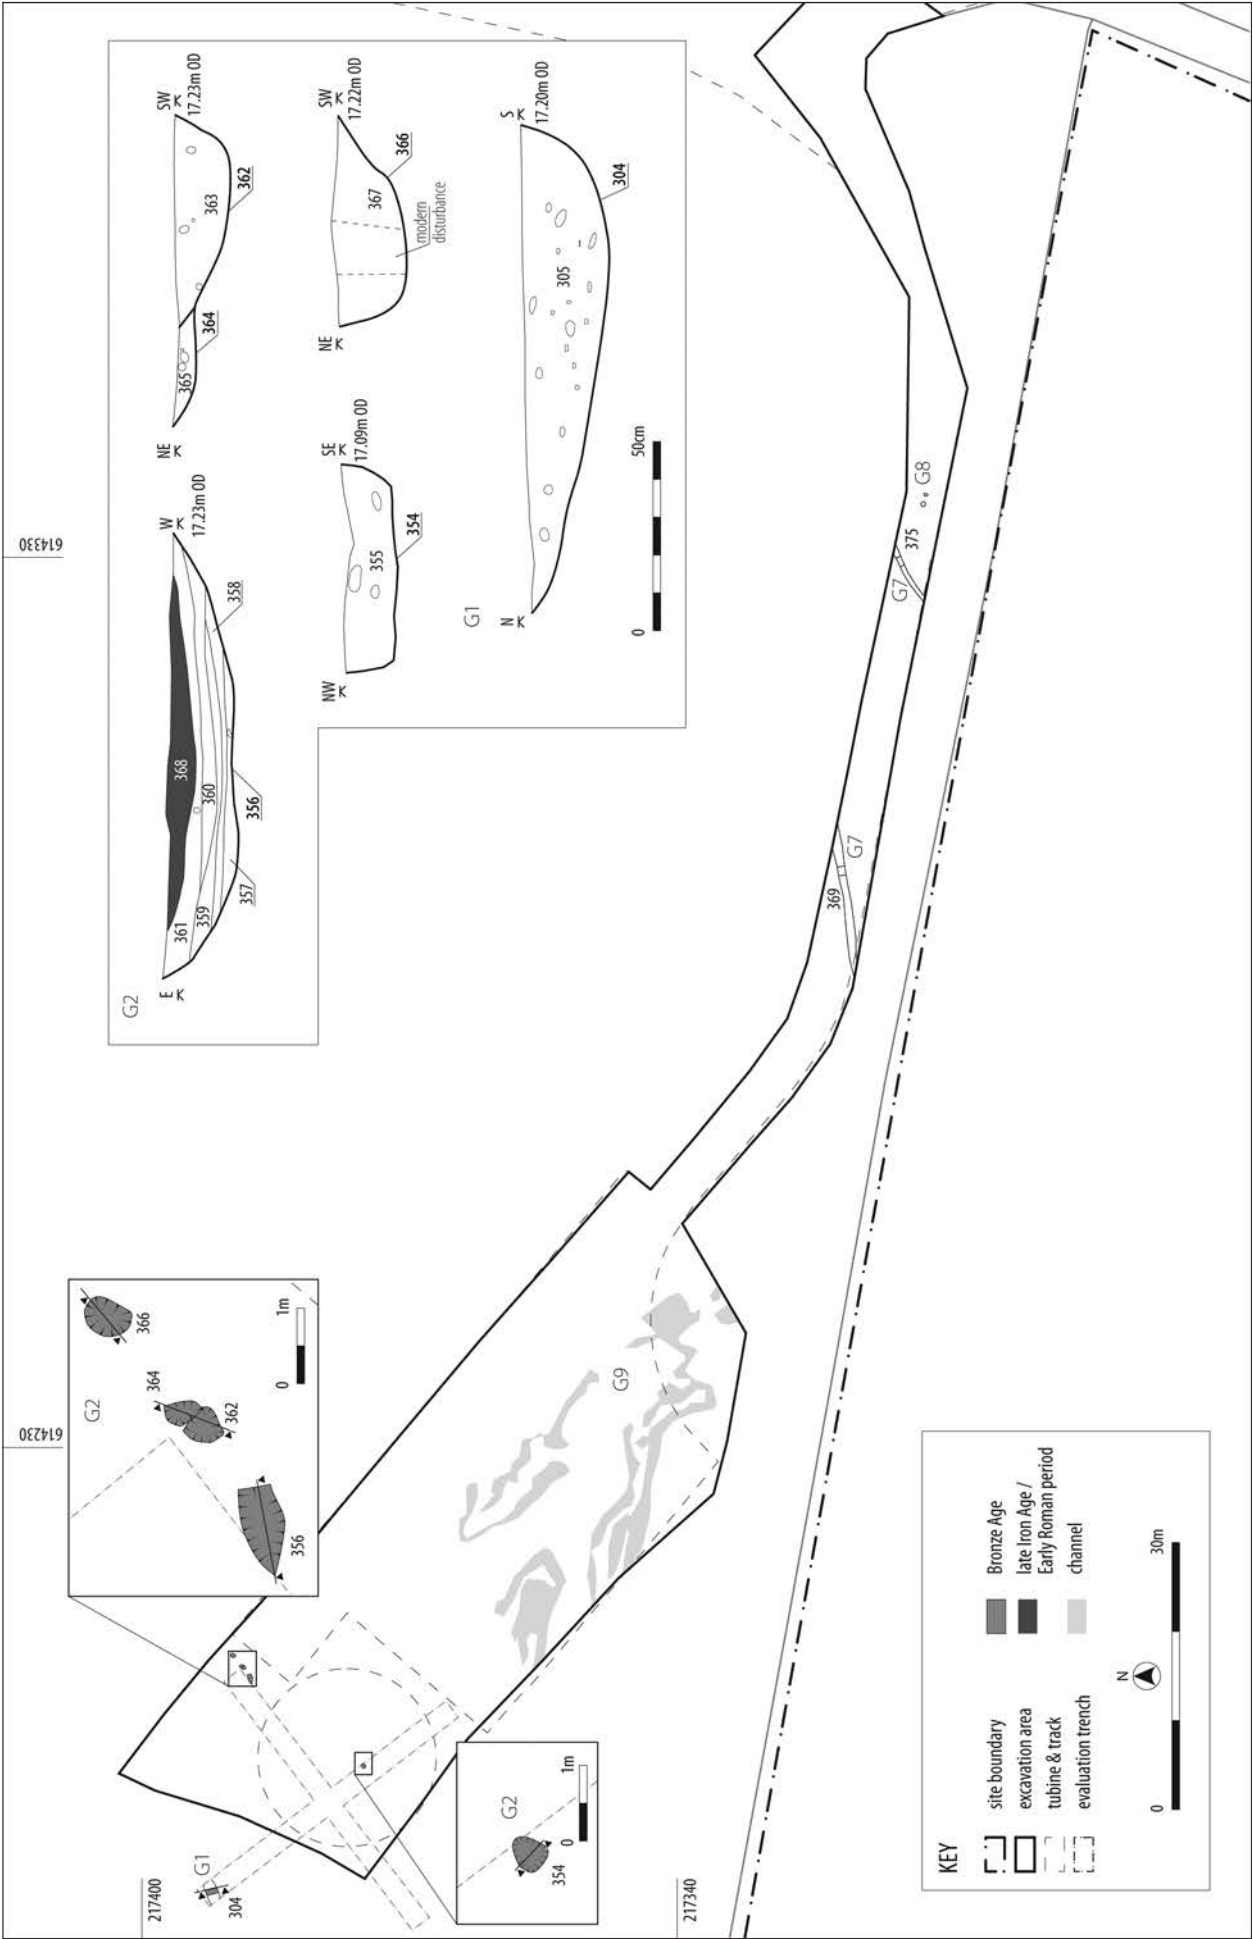 614330
614230
217400
217340
G2
E
W
17.23m OD
361
368
359
360
357
356
358
NE
SW
17.23m OD
365
363
364
362
NW
SE
17.09m OD
355
354
NE
SW
17.22m OD
367
366
modern
disturbance
G1
N
S
17.20m OD
305
304
0
50cm
G2
366
364
362
356
0
1m
G1
304
G2
354
0
1m
G9
369
G7
G7
375
G8
KEY
site boundary
excavation area
tubine & track
evaluation trench
Bronze Age
late Iron Age /
Early Roman period
channel
N
0
30m